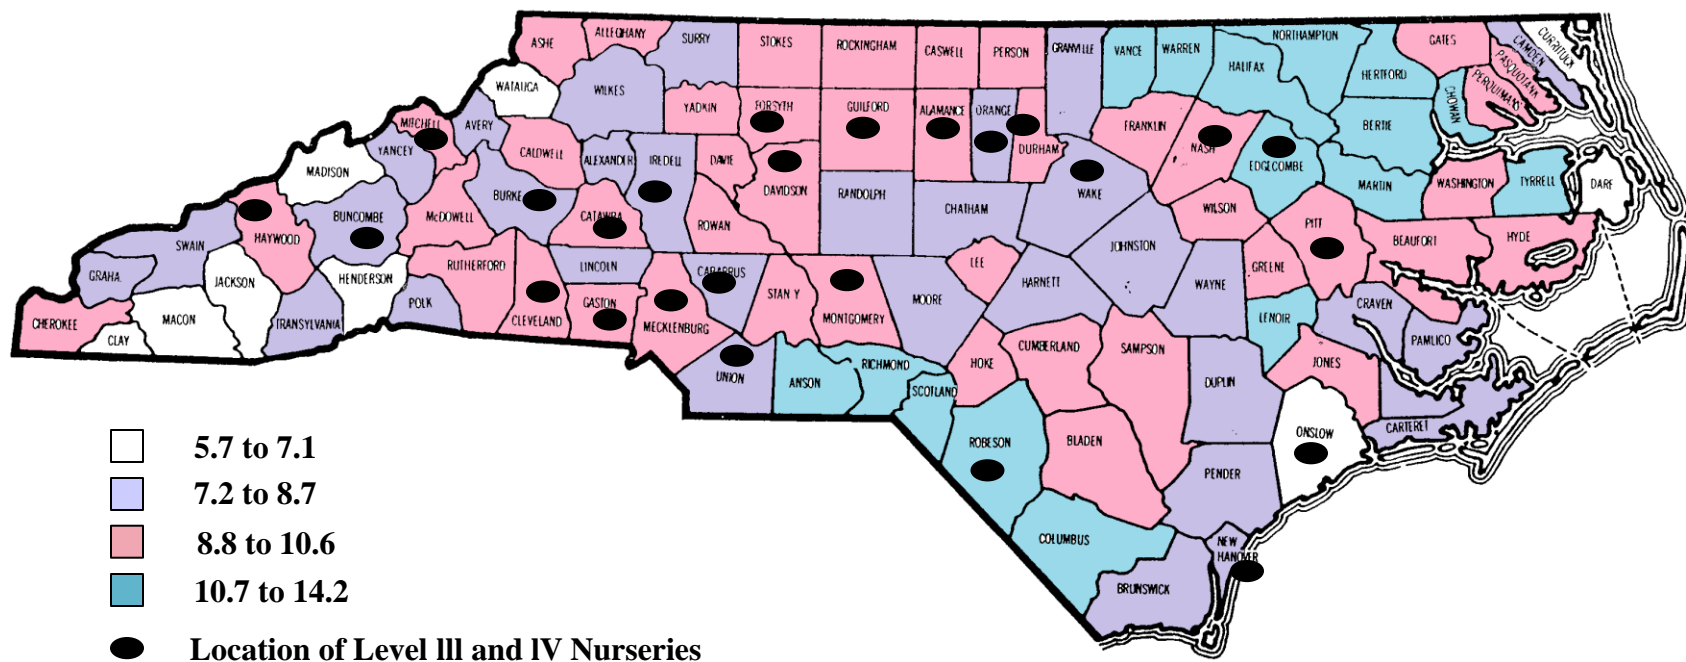 ASHE
ALLEGHANY
SURRY
STOKES
ROCKINGHAM
CASWELL
PERSON
GRANVILLE
VANCE
WARREN
NORTHAMPTON
HALIFAX
HERTFORD
GATES
CAMDEN
CURRITUCK
PASQUOTANK
PERQUIMANS
CHOWAN
WATAUGA
WILKES
YADKIN
FORSYTH
GUILFORD
ALAMANCE
ORANGE
DURHAM
FRANKLIN
NASH
EDGECOMBE
BERTIE
MITCHELL
AVERY
YANCEY
CALDWELL
ALEXANDER
IREDELL
DAVIE
DAVIDSON
RANDOLPH
CHATHAM
WAKE
WILSON
MARTIN
WASHINGTON
TYRRELL
DARE
MADISON
BUNCOMBE
McDOWELL
BURKE
CATAWBA
ROWAN
JOHNSTON
PITT
BEAUFORT
HYDE
SWAIN
HAYWOOD
GRAHA.
JACKSON
HENDERSON
RUTHERFORD
LINCOLN
CABARRUS
STAN Y
MONTGOMERY
MOORE
LEE
HARNETT
WAYNE
GREENE
LENOIR
CRAVEN
PAMLICO
CHEROKEE
CLAY
MACON
TRANSYLVANIA
POLK
CLEVELAND
GASTON
MECKLENBURG
UNION
ANSON
RICHMOND
SCOTLAND
HOKE
CUMBERLAND
SAMPSON
DUPLIN
JONES
CARTERET
ONSLOW
ROBESON
BLADEN
PENDER
COLUMBUS
NEW
HANOVER
BRUNSWICK
5.7 to 7.1
7.2 to 8.7
8.8 to 10.6
10.7 to 14.2
Location of Level lll and lV Nurseries